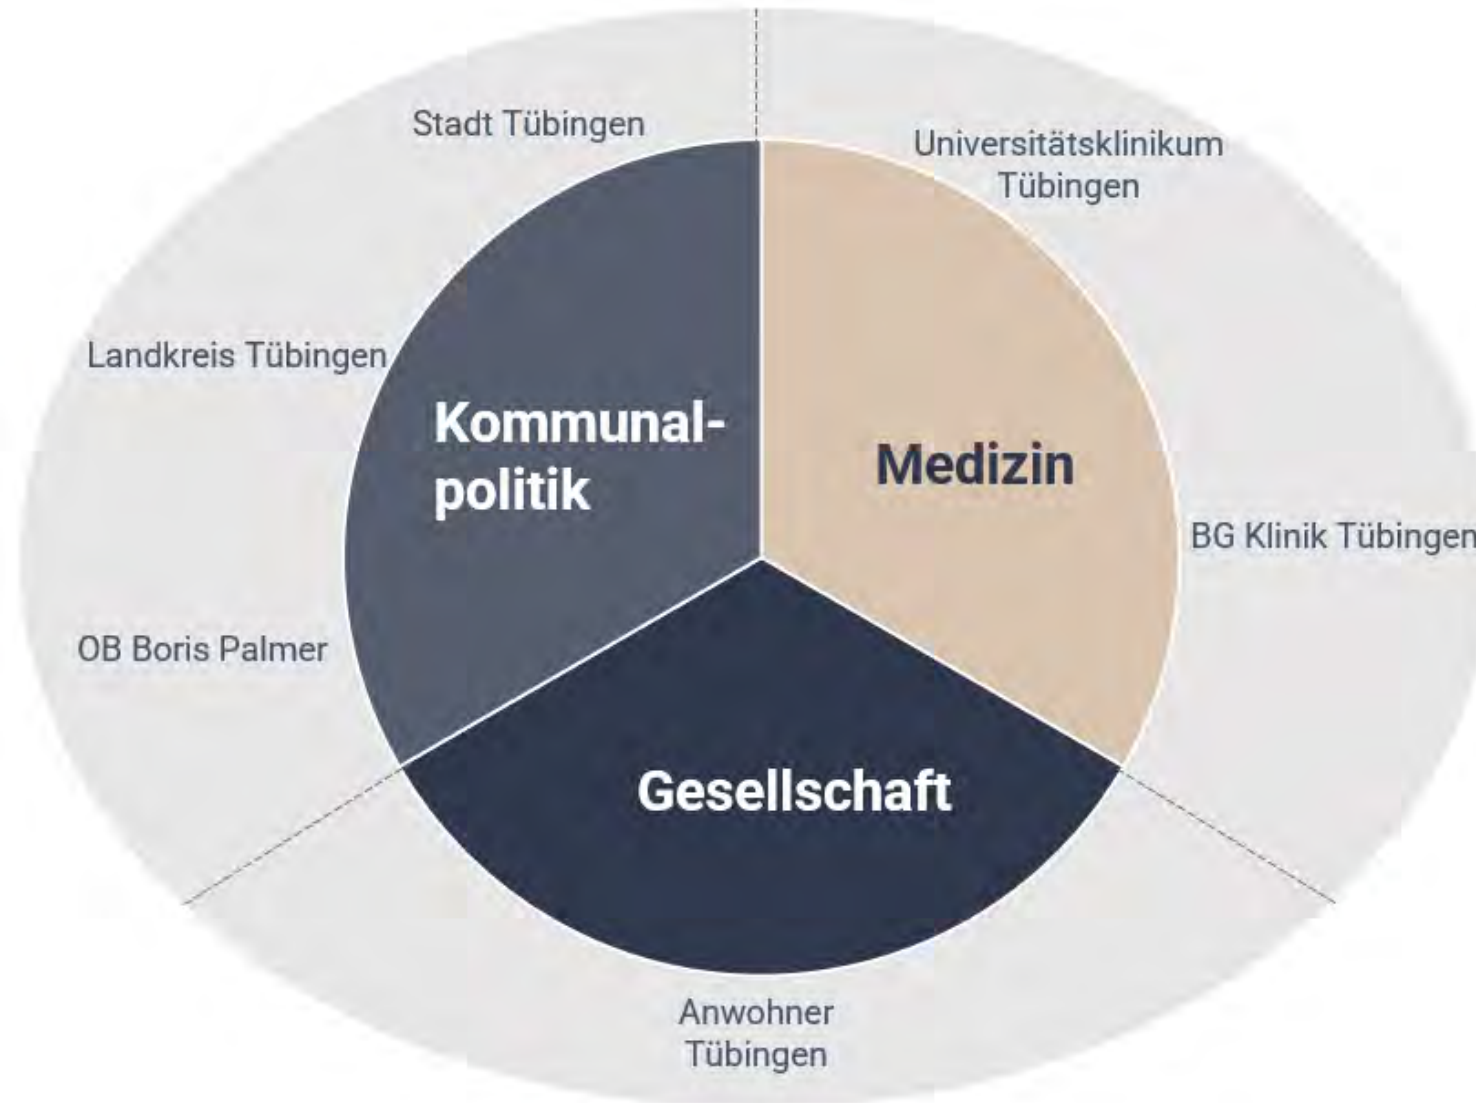 Stadt Tübingen
Universitätsklinikum
Tübingen
Landkreis Tübingen
Kommunal-
politik
Medizin
BG Klinik Tübingen
OB Boris Palmer
Gesellschaft
Anwohner
Tübingen